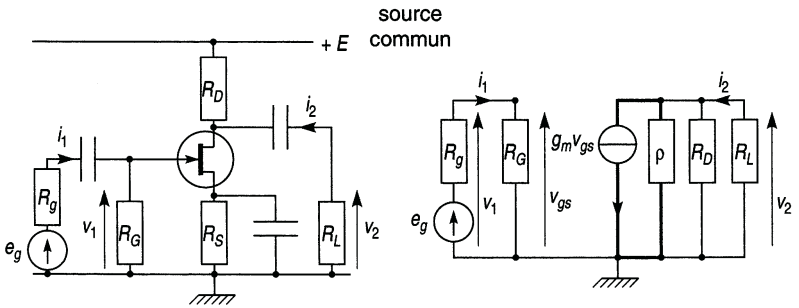 source
commun
+ E
R_D
i_1
i_2
R_g
v_1
R_G
R_S
R_L
v_2
e_g
i_1
i_2
R_g
R_G
g_m v_gs
ρ
R_D
R_L
v_1
v_gs
v_2
e_g